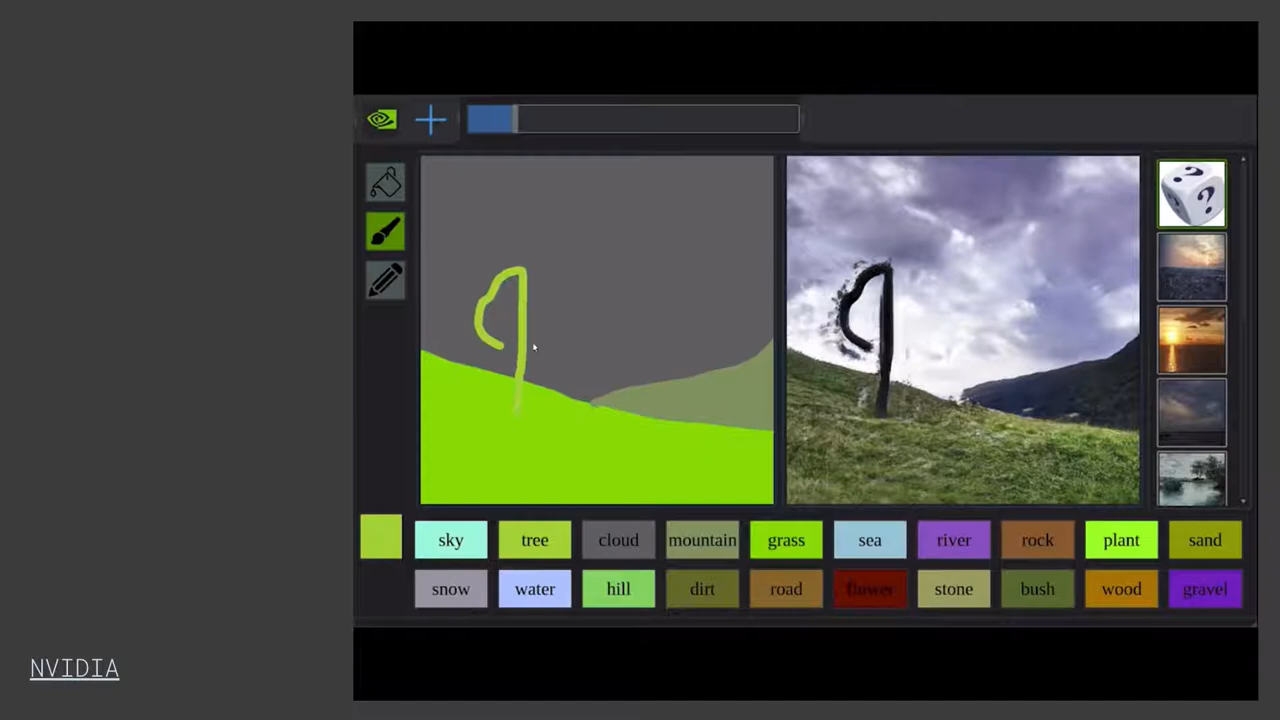 sky tree cloud mountain grass sea river rock plant sand
snow water hill dirt road flower stone bush wood gravel
NVIDIA